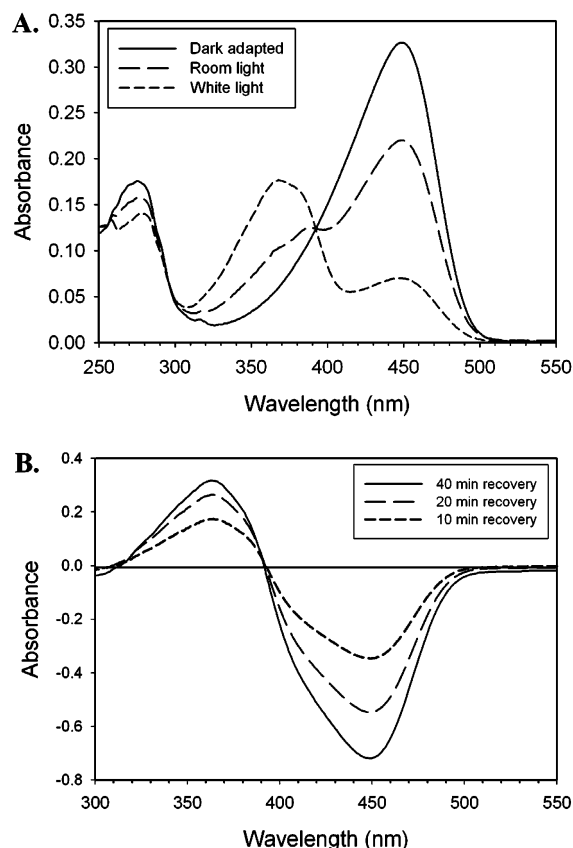 A.
0.35
0.30
0.25
0.20
0.15
0.10
0.05
0.00
Absorbance
Dark adapted
Room light
White light
250 300 350 400 450 500 550
Wavelength (nm)
B.
0.4
0.2
0.0
-0.2
-0.4
-0.6
-0.8
Absorbance
40 min recovery
20 min recovery
10 min recovery
300 350 400 450 500 550
Wavelength (nm)